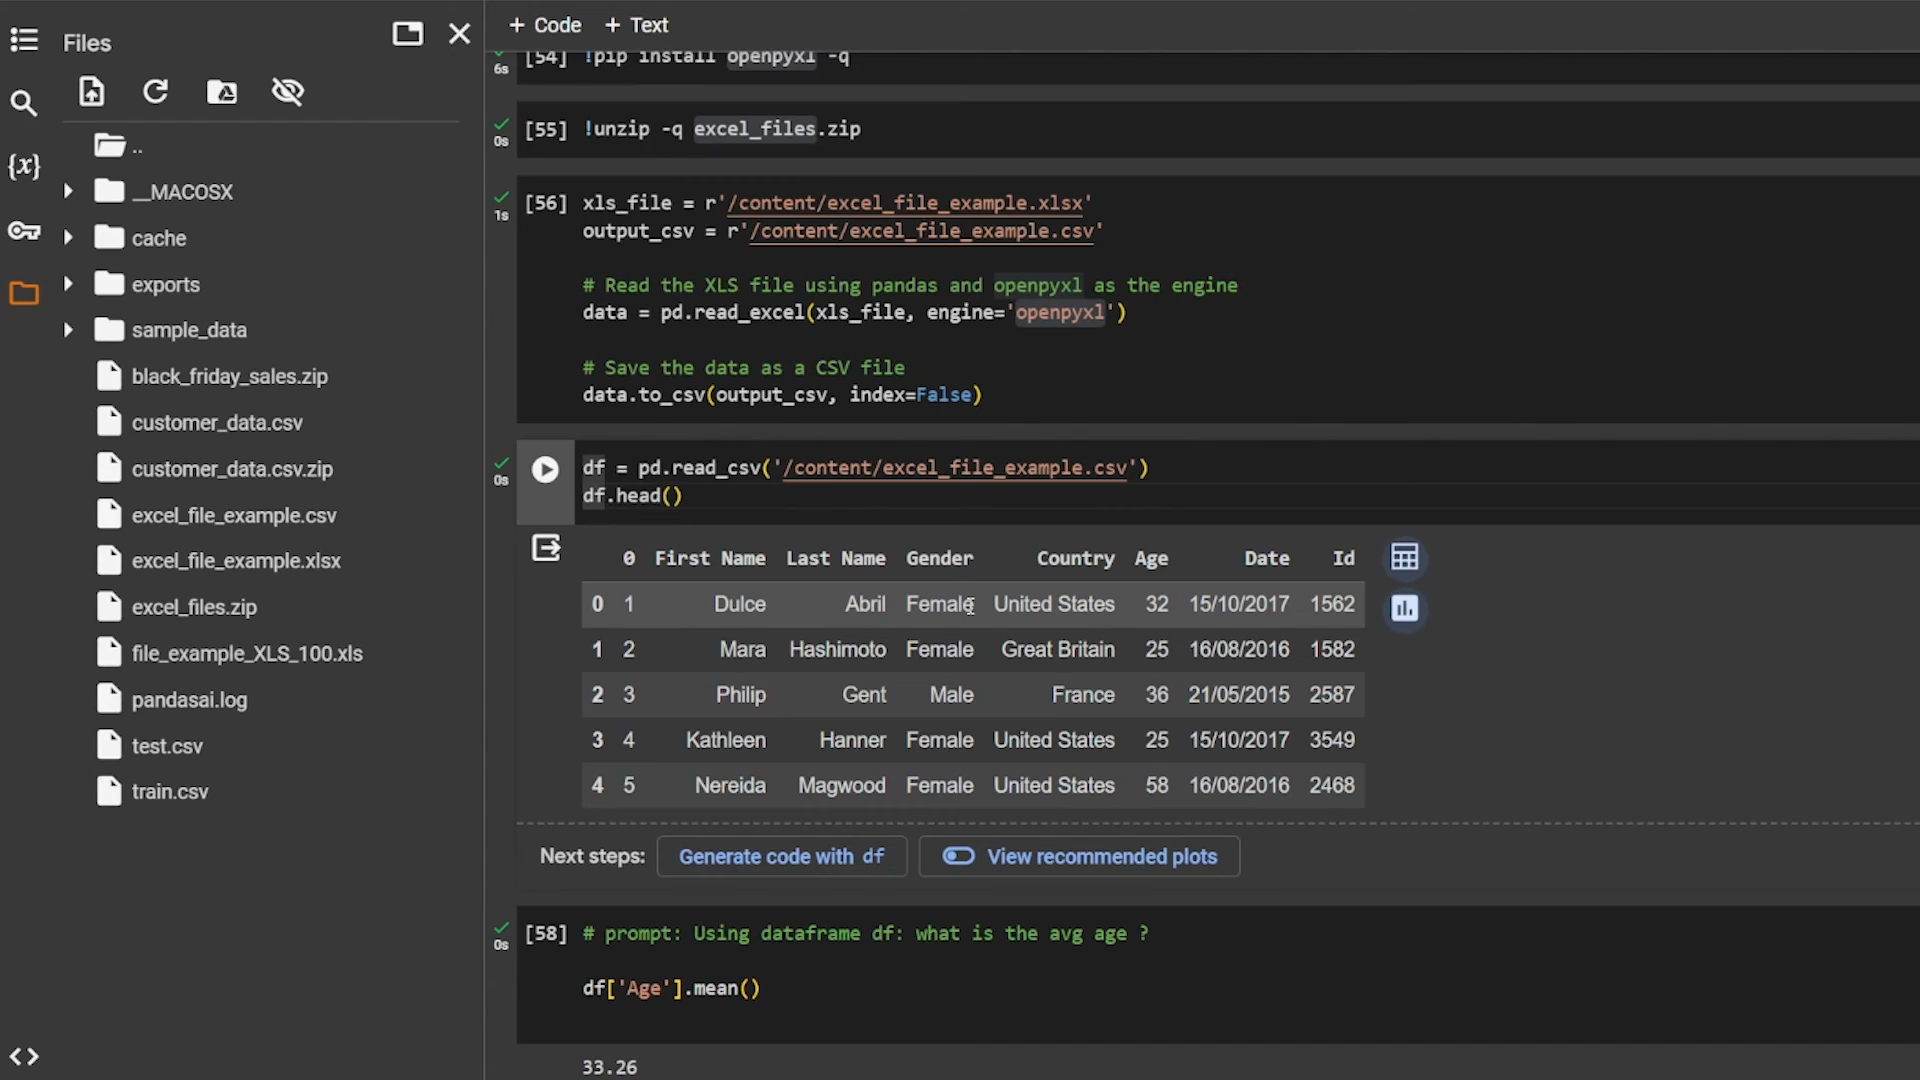 Files
..
__MACOSX
cache
exports
sample_data
black_friday_sales.zip
customer_data.csv
customer_data.csv.zip
excel_file_example.csv
excel_file_example.xlsx
excel_files.zip
file_example_XLS_100.xls
pandasai.log
test.csv
train.csv
{x}
<>
+ Code + Text
6s [54] !pip install openpyxl -q
0s [55] !unzip -q excel_files.zip
1s [56] xls_file = r'/content/excel_file_example.xlsx'
output_csv = r'/content/excel_file_example.csv'
# Read the XLS file using pandas and openpyxl as the engine
data = pd.read_excel(xls_file, engine='openpyxl')
# Save the data as a CSV file
data.to_csv(output_csv, index=False)
0s df = pd.read_csv('/content/excel_file_example.csv')
df.head()
0 First Name Last Name Gender Country Age Date Id
0 1 Dulce Abril Female United States 32 15/10/2017 1562
1 2 Mara Hashimoto Female Great Britain 25 16/08/2016 1582
2 3 Philip Gent Male France 36 21/05/2015 2587
3 4 Kathleen Hanner Female United States 25 15/10/2017 3549
4 5 Nereida Magwood Female United States 58 16/08/2016 2468
Next steps: Generate code with df View recommended plots
0s [58] # prompt: Using dataframe df: what is the avg age ?
df['Age'].mean()
33.26